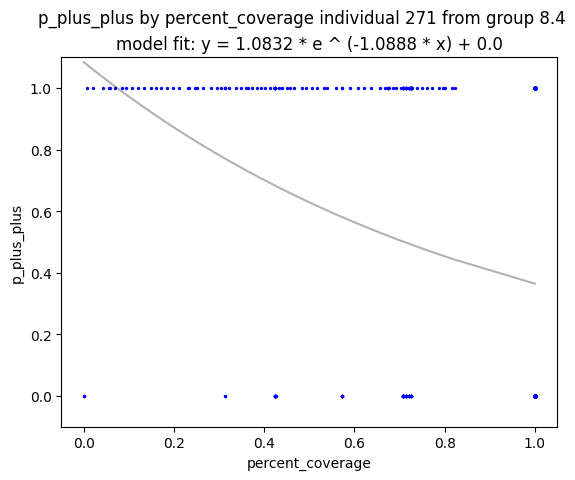 p_plus_plus by percent_coverage individual 271 from group 8.4
model fit: y = 1.0832 * e ^ (-1.0888 * x) + 0.0
1.0
0.8
0.6
0.4
0.2
0.0
p_plus_plus
0.0 0.2 0.4 0.6 0.8 1.0
percent_coverage